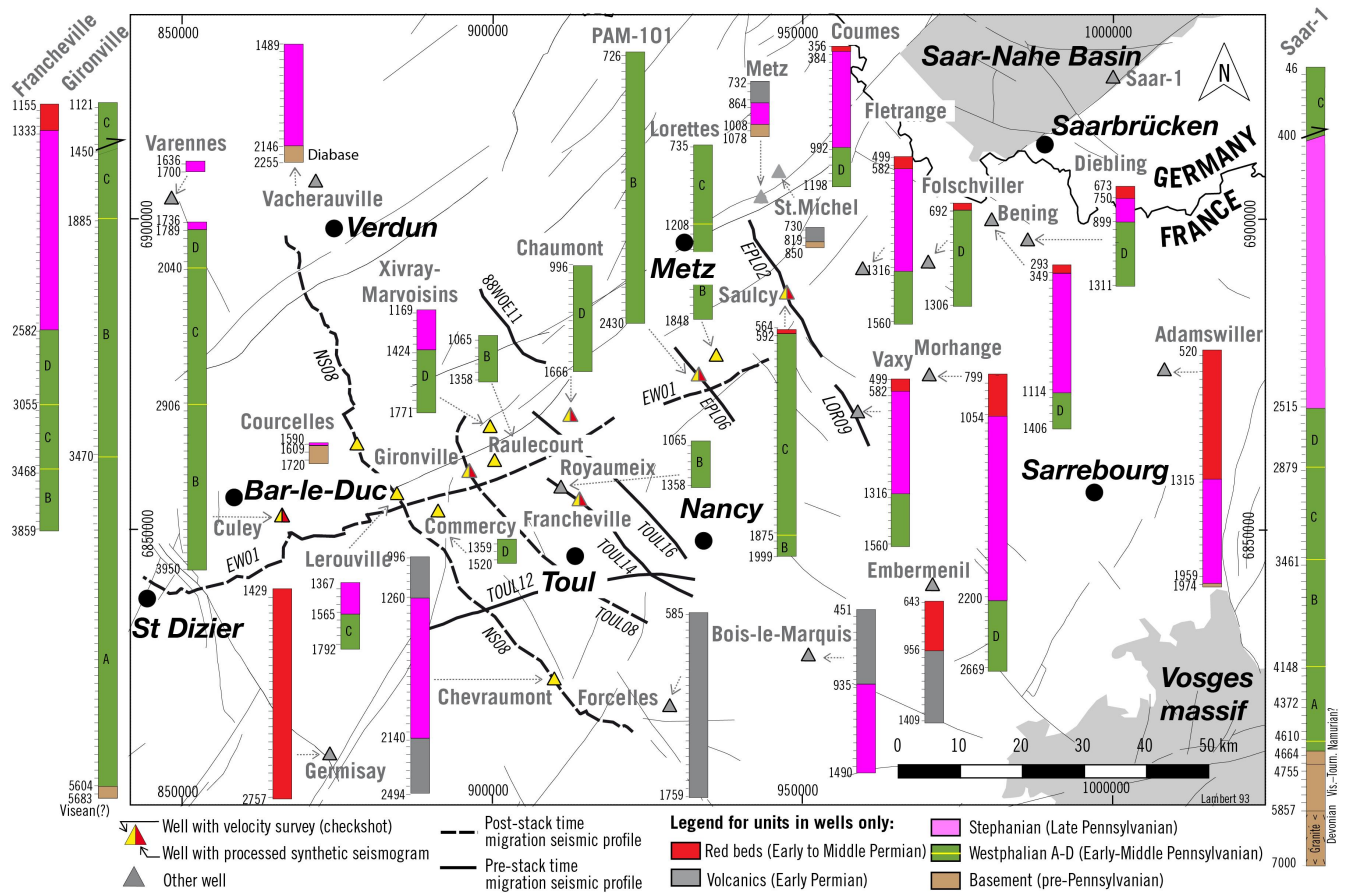 850000
900000
950000
1000000
Francheville
Gironville
Saar-1
1155
1333
2582
D
3055
C
3468
B
3859
1121
C
1450
C
1885
B
3470
A
5604
5683
Visean(?)
Varennes
1636
1700
1736
1789
D
2040
C
2906
B
3950
1489
2146
2255
Diabase
Vacherauville
Verdun
Xivray-
Marvoisins
1169
1424
D
1771
88WOE11
1065
B
1358
Chaumont
996
D
1666
PAM-101
726
B
2430
Lorettes
735
C
1208
B
1848
Metz
732
864
1008
1078
Metz
St.Michel
730
819
850
EPL02
Saulcy
564
592
C
1875
B
1999
Coumes
356
384
992
D
1198
Fletrange
499
582
1316
1560
Folschviller
692
D
1306
Bening
293
349
1114
D
1406
Diebling
673
750
899
D
1311
Saar-Nahe Basin
Saar-1
Saarbrücken
GERMANY
FRANCE
N
6900000
6900000
NS08
Courcelles
1590
1609
1720
Gironville
Raulecourt
Royaumeix
1065
B
1358
EW01
EPL06
LOR09
Vaxy
499
582
1316
1560
Morhange
799
1054
2200
D
2669
Adamswiller
520
1315
1959
1974
Sarrebourg
Bar-le-Duc
Culey
EW01
6850000
6850000
Lerouville
1367
1565
C
1792
Commercy
1359
D
1520
Francheville
TOUL16
TOUL14
Nancy
Toul
TOUL12
TOUL08
St Dizier
1429
2757
Germisay
996
1260
2140
2494
NS08
Chevraumont
Forcelles
585
1759
Bois-le-Marquis
451
935
1490
Embermenil
643
956
1409
Vosges
massif
0
10
20
30
40
50 km
Lambert 93
46
C
400
2515
D
2879
C
3461
B
4148
4372
A
4610
4664
4755
5857
7000
Granite <
<
<
Devonian
Vis.–Tourn.
Namurian?
850000
900000
950000
1000000
Well with velocity survey (checkshot)
Well with processed synthetic seismogram
Other well
Post-stack time
migration seismic profile
Pre-stack time
migration seismic profile
Legend for units in wells only:
Red beds (Early to Middle Permian)
Volcanics (Early Permian)
Stephanian (Late Pennsylvanian)
Westphalian A-D (Early-Middle Pennsylvanian)
Basement (pre-Pennsylvanian)